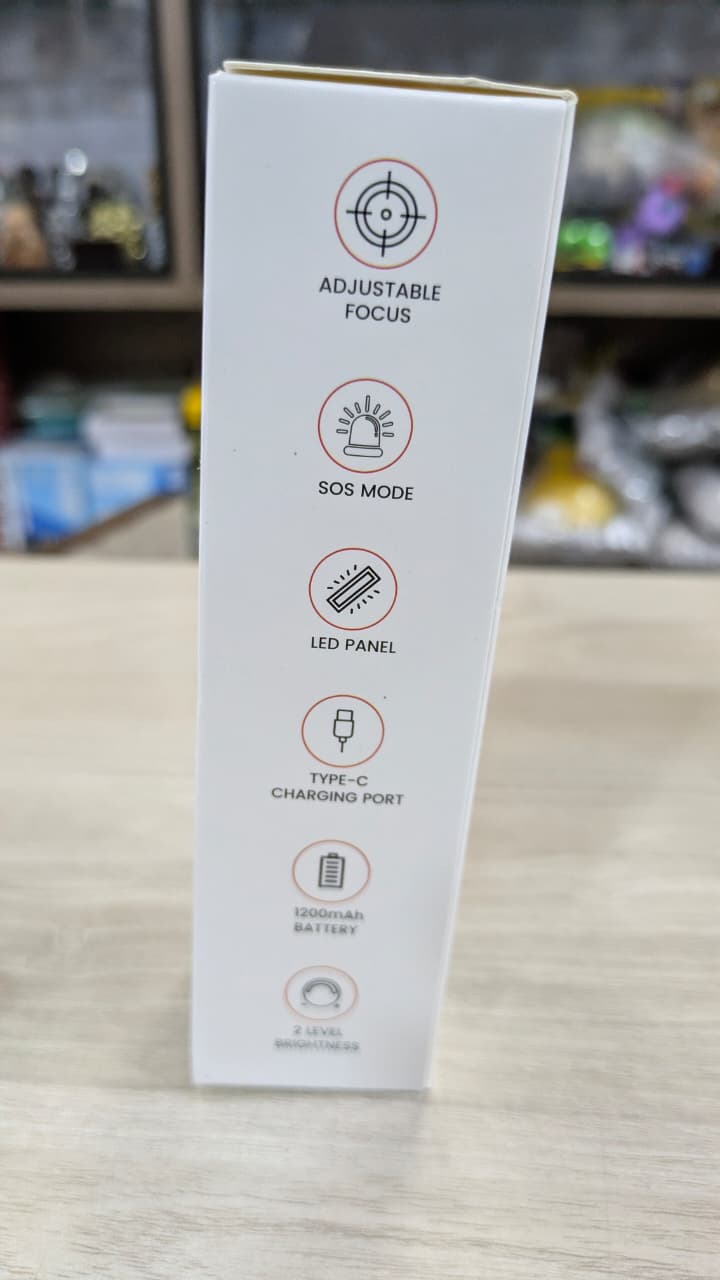 ADJUSTABLE
FOCUS
SOS MODE
LED PANEL
TYPE-C
CHARGING PORT
1200mAh
BATTERY
2 LEVEL
BRIGHTNESS